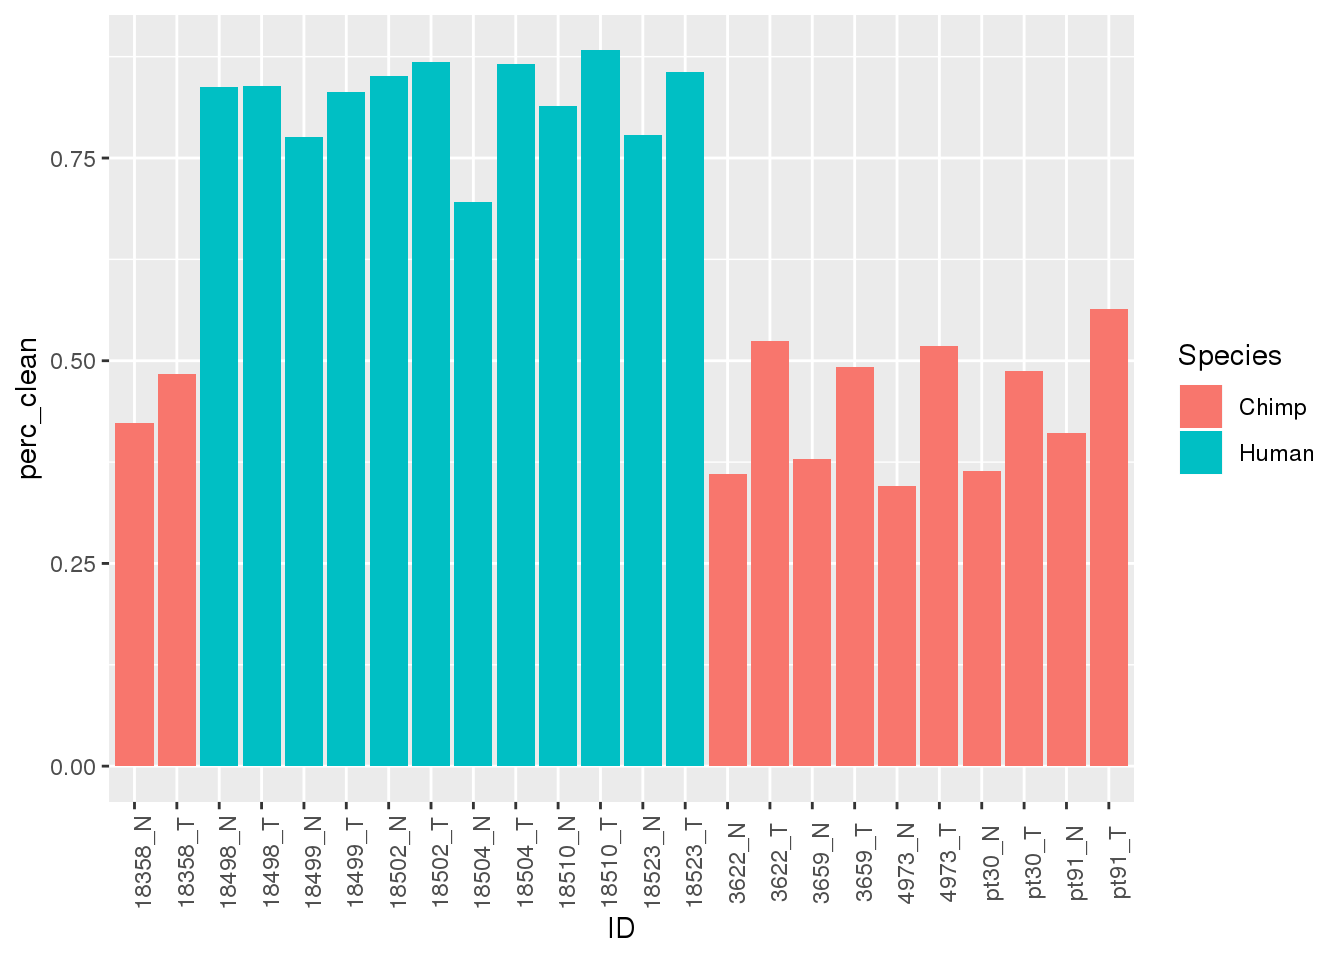 perc_clean
0.75
0.50
0.25
0.00
18358_N
18358_T
18498_N
18498_T
18499_N
18499_T
18502_N
18502_T
18504_N
18504_T
18510_N
18510_T
18523_N
18523_T
3622_N
3622_T
3659_N
3659_T
4973_N
4973_T
pt30_N
pt30_T
pt91_N
pt91_T
ID
Species
Chimp
Human